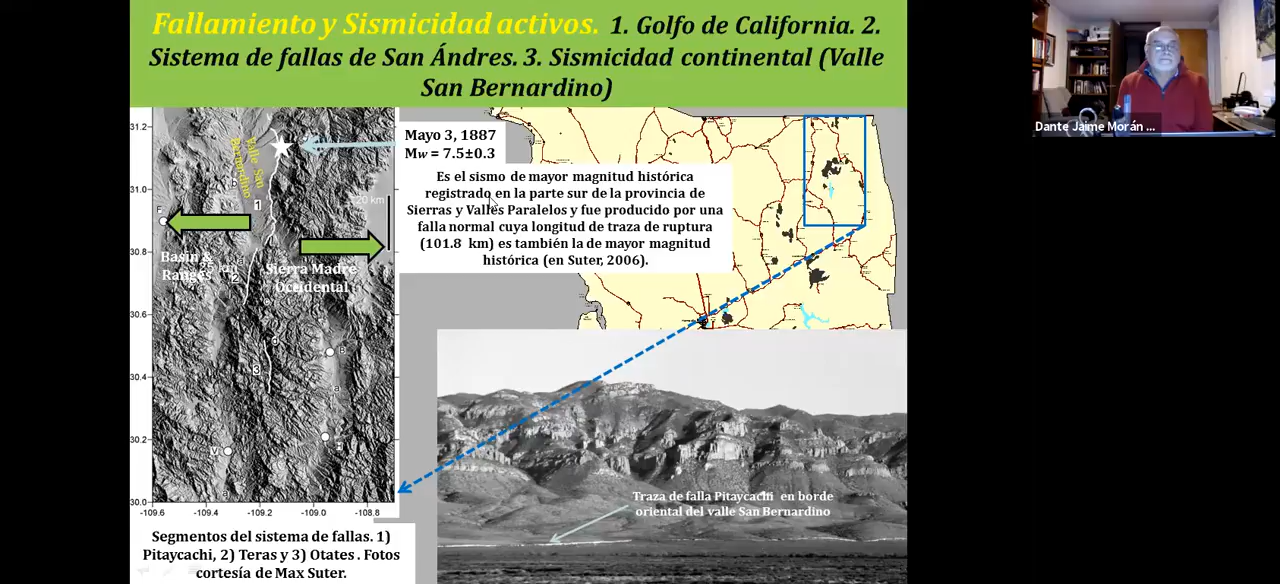 Fallamiento y Sismicidad activos. 1. Golfo de California. 2.
Sistema de fallas de San Ándres. 3. Sismicidad continental (Valle
San Bernardino)
Mayo 3, 1887
Mw = 7.5±0.3
Es el sismo de mayor magnitud histórica
registrado en la parte sur de la provincia de
Sierras y Valles Paralelos y fue producido por una
falla normal cuya longitud de traza de ruptura
(101.8 km) es también la de mayor magnitud
histórica (en Suter, 2006).
31.2
31.0
30.8
30.6
30.4
30.2
30.0
-109.6 -109.4 -109.2 -109.0 -108.8
Valle San
Bernardino
1
20 km
Basin &
Ranges
2
Sierra Madre
Occidental
3
Traza de falla Pitaycachi en borde
oriental del valle San Bernardino
Segmentos del sistema de fallas. 1)
Pitaycachi, 2) Teras y 3) Otates . Fotos
cortesía de Max Suter.
Dante Jaime Morán ...